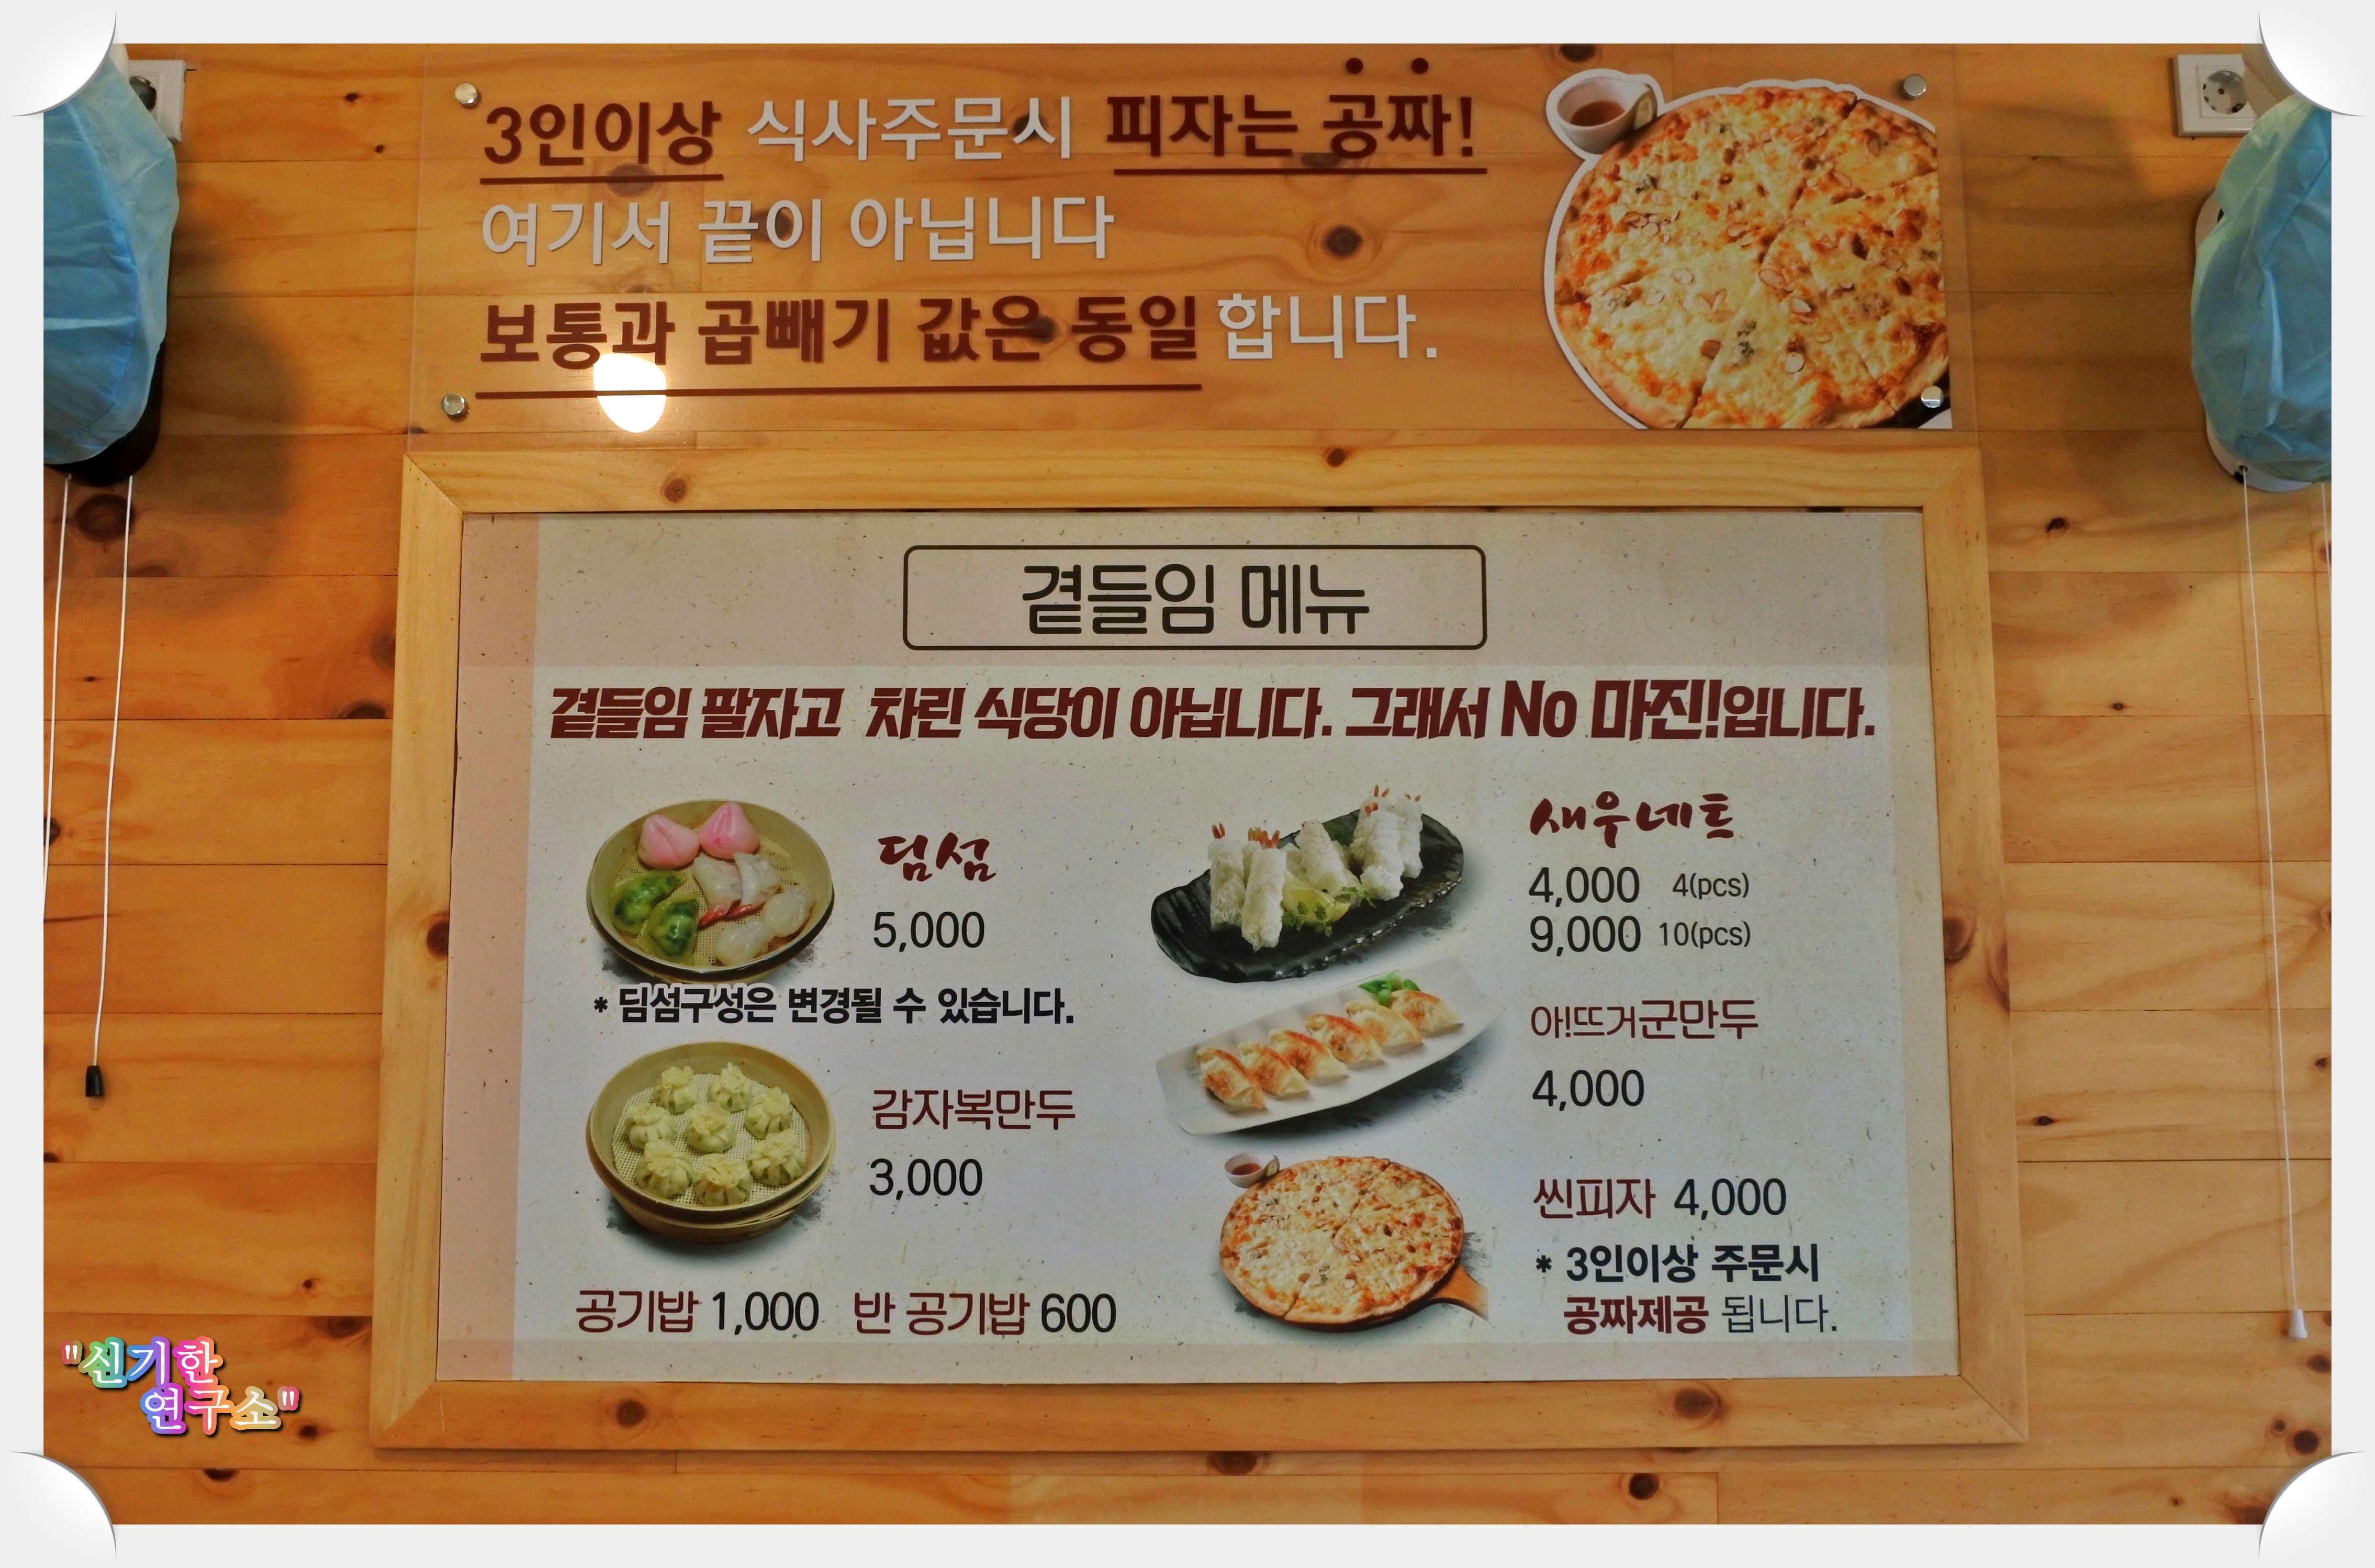 3인이상 식사주문시 피자는 공짜!
여기서 끝이 아닙니다
보통과 곱빼기 값은 동일합니다.
곁들임 메뉴
곁들임 팔자고 차린 식당이 아닙니다. 그래서 No 마진!입니다.
딤섬
5,000
* 딤섬구성은 변경될 수 있습니다.
감자복만두
3,000
공기밥 1,000 반 공기밥 600
새우네트
4,000 4(pcs)
9,000 10(pcs)
아!뜨거군만두
4,000
씬피자 4,000
* 3인이상 주문시
공짜제공 됩니다.
"신기한
연구소"